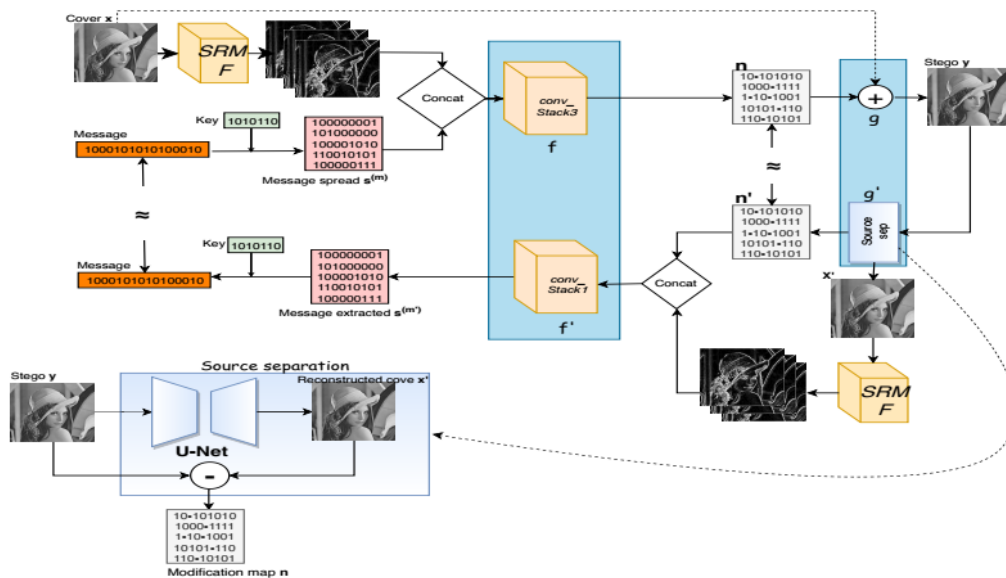 Cover x
SRM
F
Concat
conv_
Stack3
f
n
10-101010
1000-1111
1-10-1001
10101-110
110-10101
+
g
Stego y
Message
1000101010100010
Key
1010110
100000001
101000000
100001010
110010101
100000111
Message spread s(m)
≈
≈
n'
10-101010
1000-1111
1-10-1001
10101-110
110-10101
g'
Source
sep
Key
1010110
Message
1000101010100010
100000001
101000000
100001010
110010101
100000111
Message extracted s(m')
conv_
Stack1
f'
Concat
x'
SRM
F
Source separation
Stego y
Reconstructed cove x'
U-Net
-
10-101010
1000-1111
1-10-1001
10101-110
110-10101
Modification map n